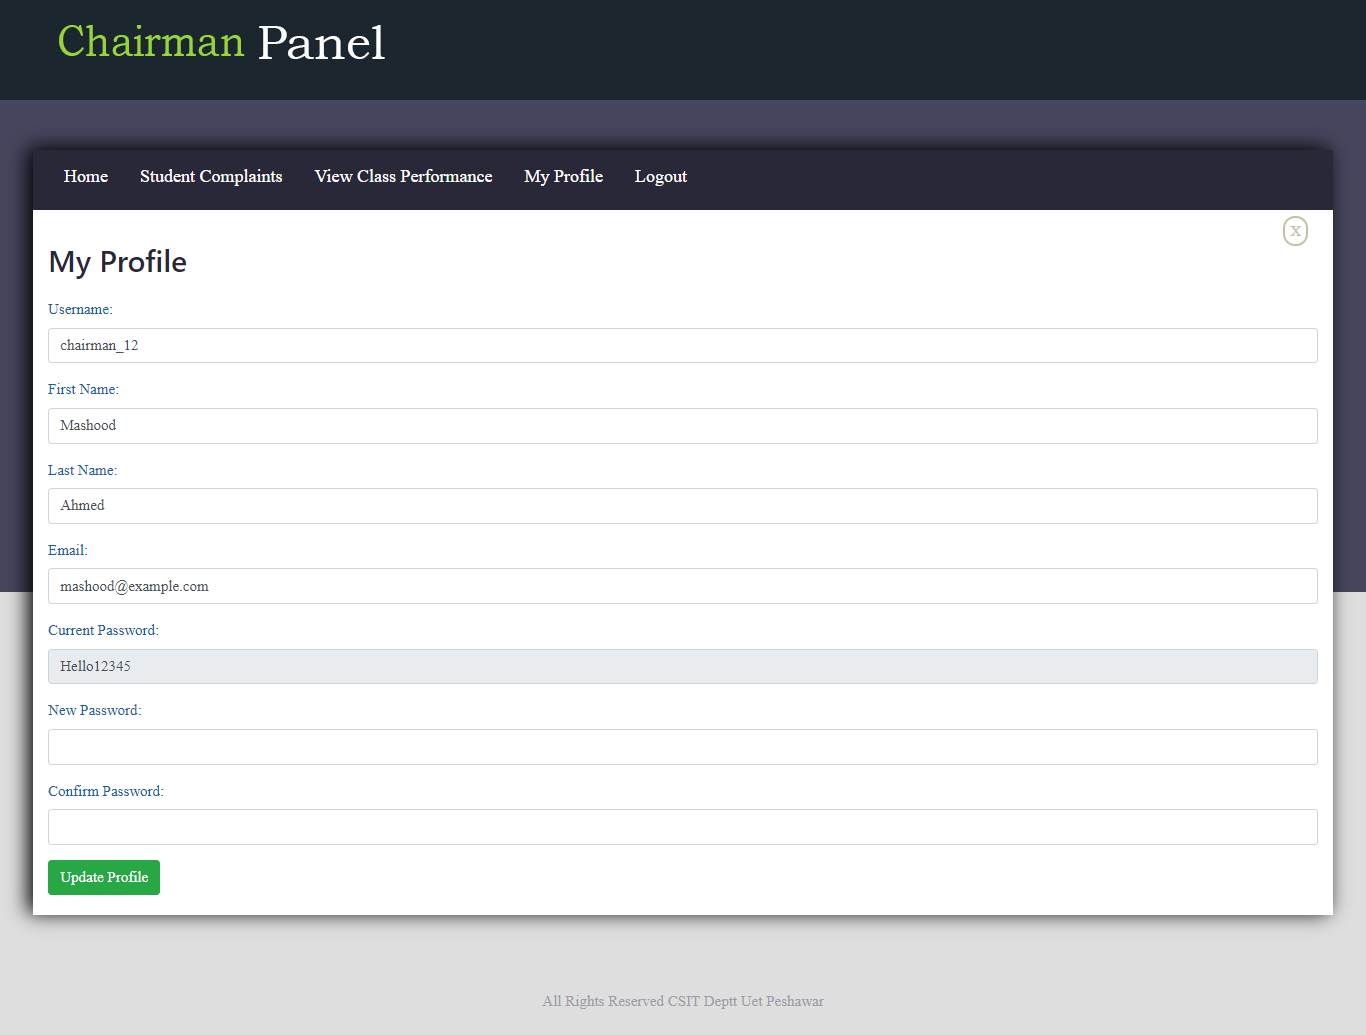 Chairman Panel
Home Student Complaints View Class Performance My Profile Logout
x
My Profile
Username:
chairman_12
First Name:
Mashood
Last Name:
Ahmed
Email:
mashood@example.com
Current Password:
Hello12345
New Password:
Confirm Password:
Update Profile
All Rights Reserved CSIT Deptt Uet Peshawar